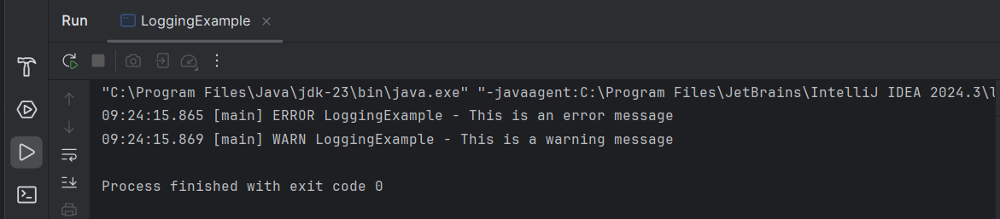 Run LoggingExample
"C:\Program Files\Java\jdk-23\bin\java.exe" "-javaagent:C:\Program Files\JetBrains\IntelliJ IDEA 2024.3\l
09:24:15.865 [main] ERROR LoggingExample - This is an error message
09:24:15.869 [main] WARN LoggingExample - This is a warning message
Process finished with exit code 0